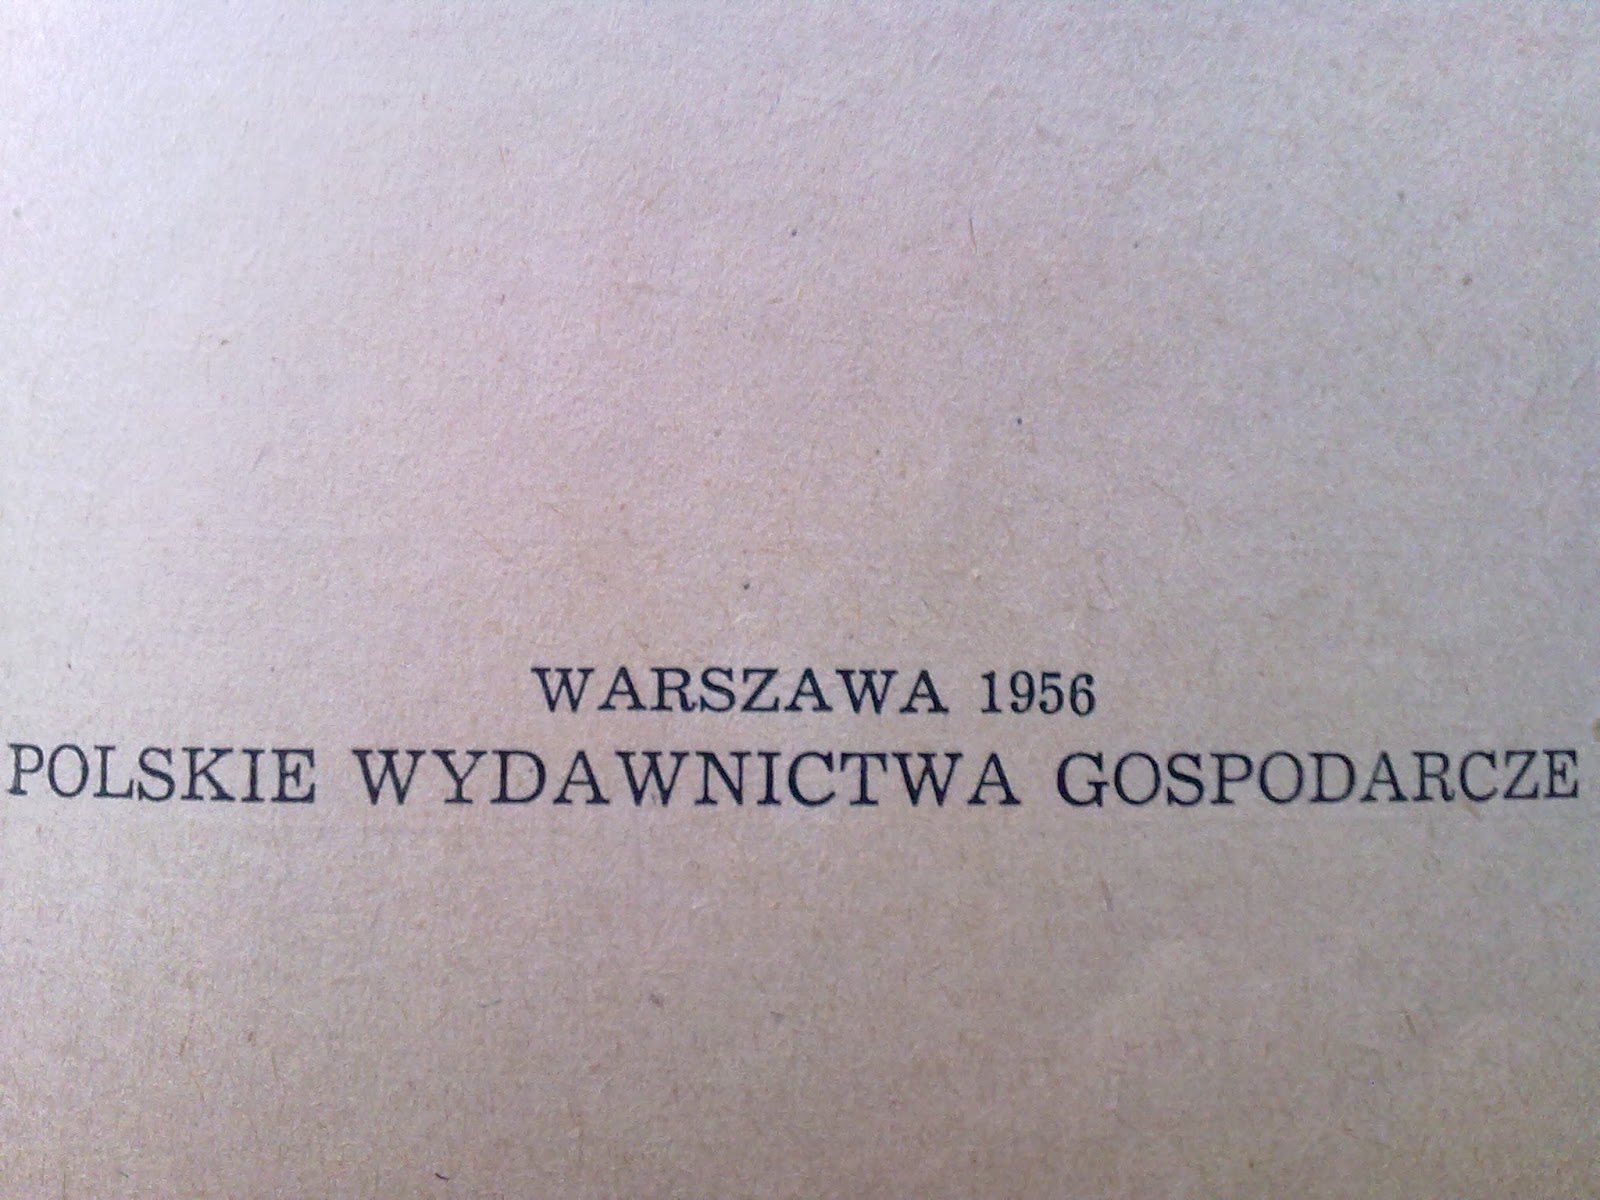 WARSZAWA 1956
POLSKIE WYDAWNICTWA GOSPODARCZE